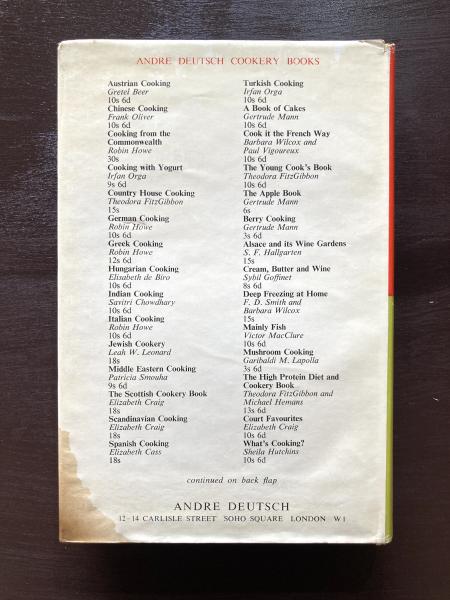 ANDRE DEUTSCH COOKERY BOOKS
Austrian Cooking
Gretel Beer
10s 6d
Chinese Cooking
Frank Oliver
10s 6d
Cooking from the
Commonwealth
Robin Howe
30s
Cooking with Yogurt
Irfan Orga
9s 6d
Country House Cooking
Theodora FitzGibbon
15s
German Cooking
Robin Howe
10s 6d
Greek Cooking
Robin Howe
12s 6d
Hungarian Cooking
Elisabeth de Biro
10s 6d
Indian Cooking
Savitri Chowdhary
10s 6d
Italian Cooking
Robin Howe
10s 6d
Jewish Cookery
Leah W. Leonard
18s
Middle Eastern Cooking
Patricia Smouha
9s 6d
The Scottish Cookery Book
Elizabeth Craig
18s
Scandinavian Cooking
Elizabeth Craig
18s
Spanish Cooking
Elizabeth Cass
18s
Turkish Cooking
Irfan Orga
10s 6d
A Book of Cakes
Gertrude Mann
10s 6d
Cook it the French Way
Barbara Wilcox and
Paul Vigoureux
10s 6d
The Young Cook's Book
Theodora FitzGibbon
10s 6d
The Apple Book
Gertrude Mann
6s
Berry Cooking
Gertrude Mann
3s 6d
Alsace and its Wine Gardens
S. F. Hallgarten
15s
Cream, Butter and Wine
Sybil Goffinet
8s 6d
Deep Freezing at Home
F. D. Smith and
Barbara Wilcox
15s
Mainly Fish
Victor MacClure
10s 6d
Mushroom Cooking
Garibaldi M. Lapolla
3s 6d
The High Protein Diet and
Cookery Book
Theodora FitzGibbon and
Michael Hemans
13s 6d
Court Favourites
Elizabeth Craig
10s 6d
What's Cooking?
Sheila Hutchins
10s 6d
continued on back flap
ANDRE DEUTSCH
12–14 CARLISLE STREET SOHO SQUARE LONDON W1